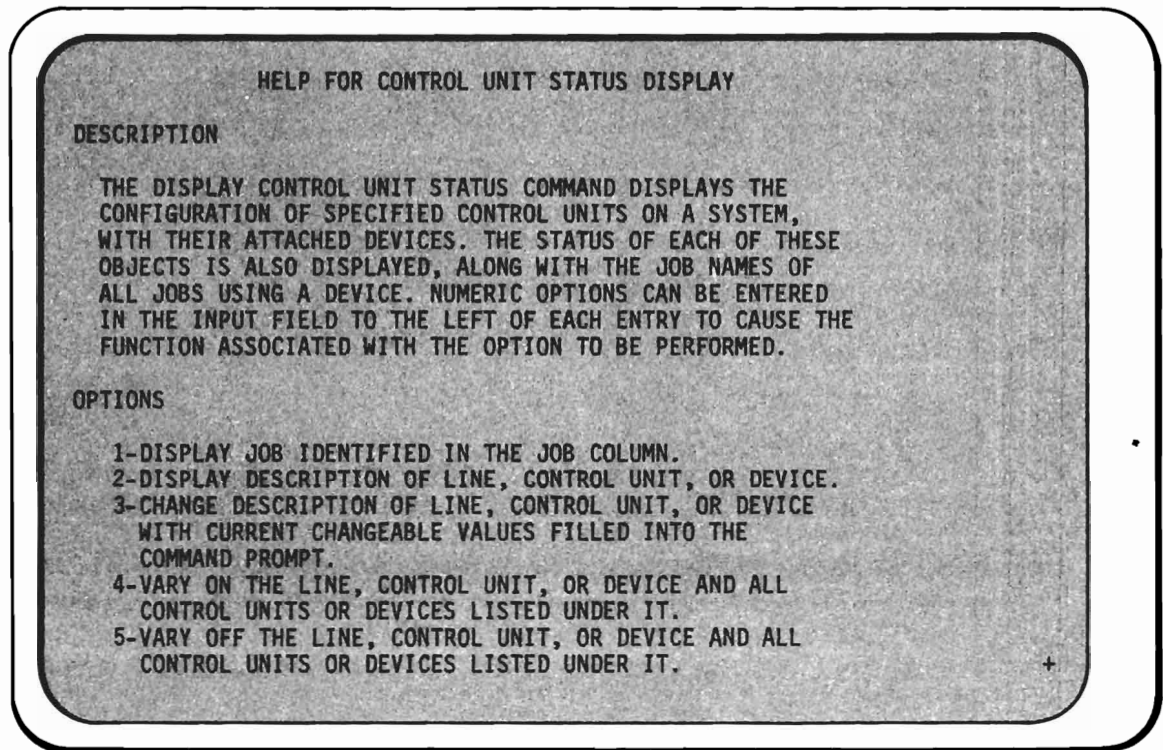 HELP FOR CONTROL UNIT STATUS DISPLAY
DESCRIPTION
THE DISPLAY CONTROL UNIT STATUS COMMAND DISPLAYS THE
CONFIGURATION OF SPECIFIED CONTROL UNITS ON A SYSTEM,
WITH THEIR ATTACHED DEVICES. THE STATUS OF EACH OF THESE
OBJECTS IS ALSO DISPLAYED, ALONG WITH THE JOB NAMES OF
ALL JOBS USING A DEVICE. NUMERIC OPTIONS CAN BE ENTERED
IN THE INPUT FIELD TO THE LEFT OF EACH ENTRY TO CAUSE THE
FUNCTION ASSOCIATED WITH THE OPTION TO BE PERFORMED.
OPTIONS
1-DISPLAY JOB IDENTIFIED IN THE JOB COLUMN.
2-DISPLAY DESCRIPTION OF LINE, CONTROL UNIT, OR DEVICE.
3-CHANGE DESCRIPTION OF LINE, CONTROL UNIT, OR DEVICE
WITH CURRENT CHANGEABLE VALUES FILLED INTO THE
COMMAND PROMPT.
4-VARY ON THE LINE, CONTROL UNIT, OR DEVICE AND ALL
CONTROL UNITS OR DEVICES LISTED UNDER IT.
5-VARY OFF THE LINE, CONTROL UNIT, OR DEVICE AND ALL
CONTROL UNITS OR DEVICES LISTED UNDER IT. +